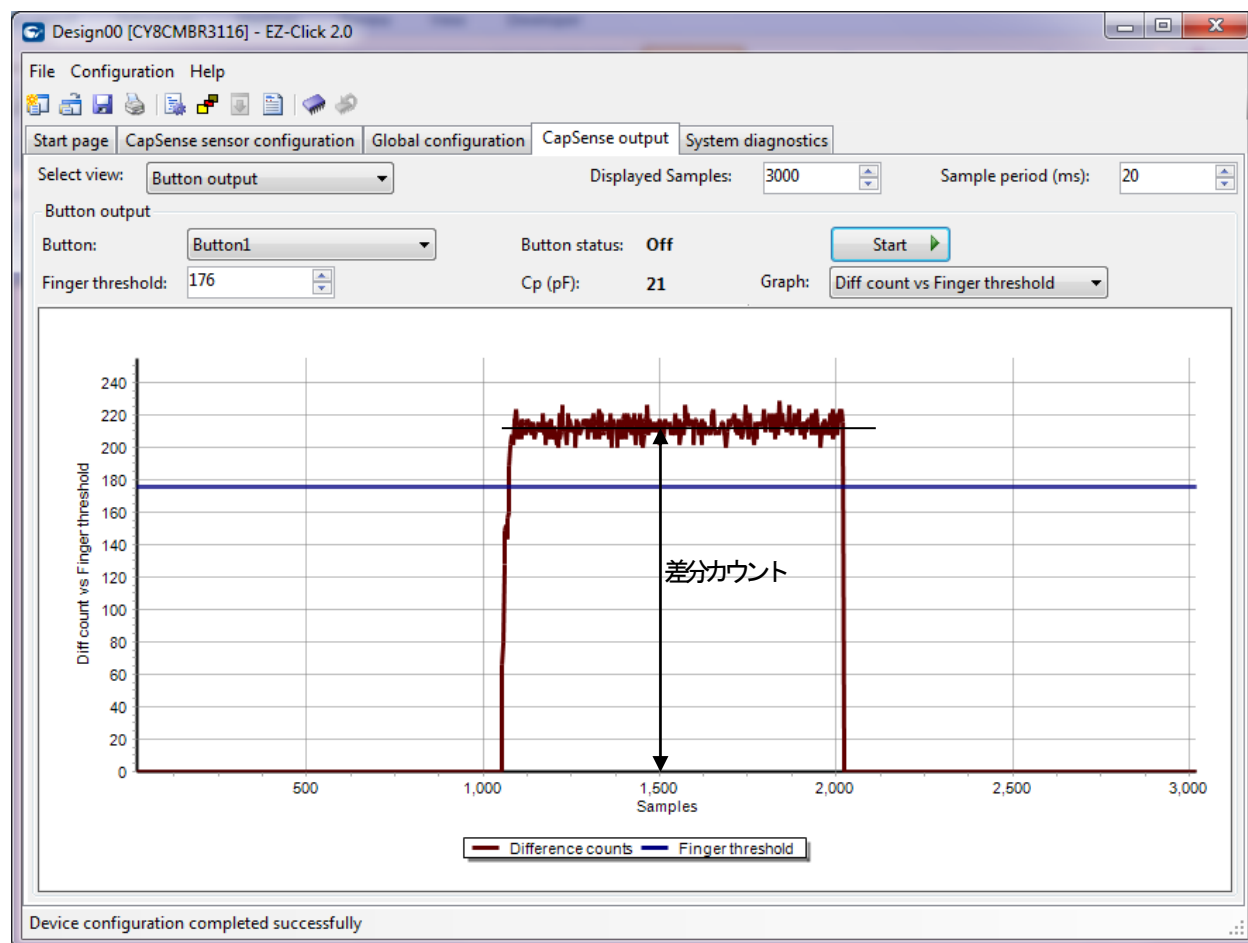 Design00 [CY8CMBR3116] - EZ-Click 2.0
File Configuration Help
Start page CapSense sensor configuration Global configuration CapSense output System diagnostics
Select view: Button output Displayed Samples: 3000 Sample period (ms): 20
Button output
Button: Button1 Button status: Off Start
Finger threshold: 176 Cp (pF): 21 Graph: Diff count vs Finger threshold
Diff count vs Finger threshold
240
220
200
180
160
140
120
100
80
60
40
20
0
差分カウント
500 1,000 1,500 2,000 2,500 3,000
Samples
Difference counts Finger threshold
Device configuration completed successfully